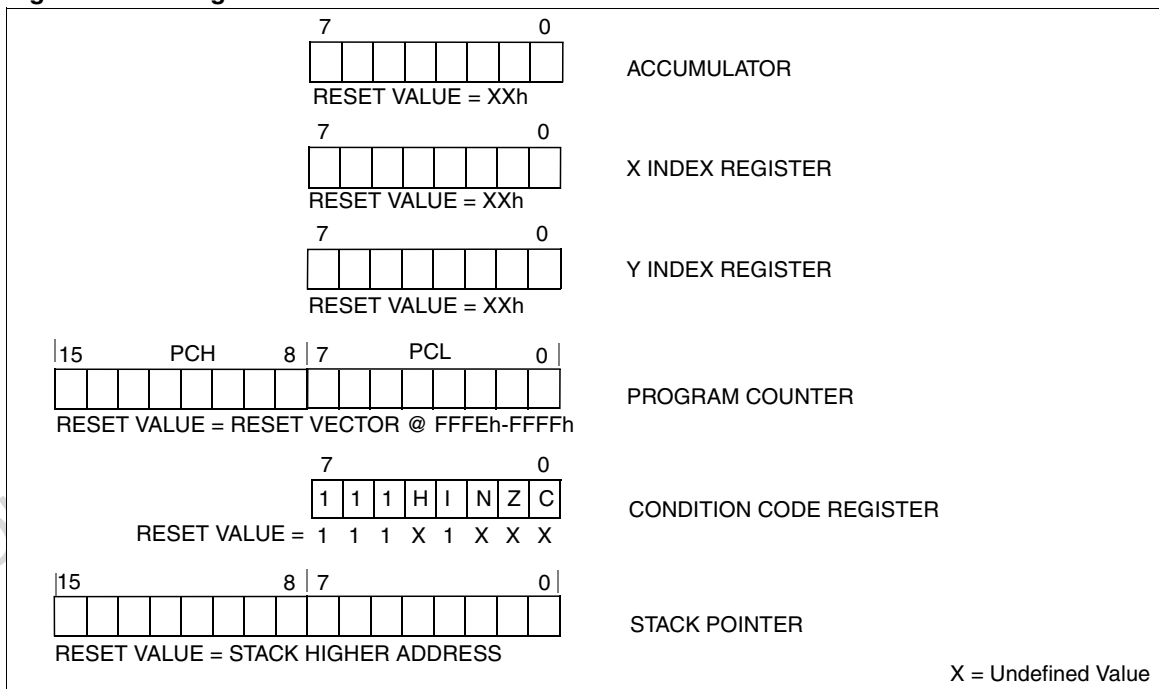 7 0
ACCUMULATOR
RESET VALUE = XXh
7 0
X INDEX REGISTER
RESET VALUE = XXh
7 0
Y INDEX REGISTER
RESET VALUE = XXh
15 PCH 8 7 PCL 0
PROGRAM COUNTER
RESET VALUE = RESET VECTOR @ FFFEh-FFFFh
7 0
1 1 1 H I N Z C
CONDITION CODE REGISTER
RESET VALUE = 1 1 1 X 1 X X X
15 8 7 0
STACK POINTER
RESET VALUE = STACK HIGHER ADDRESS
X = Undefined Value